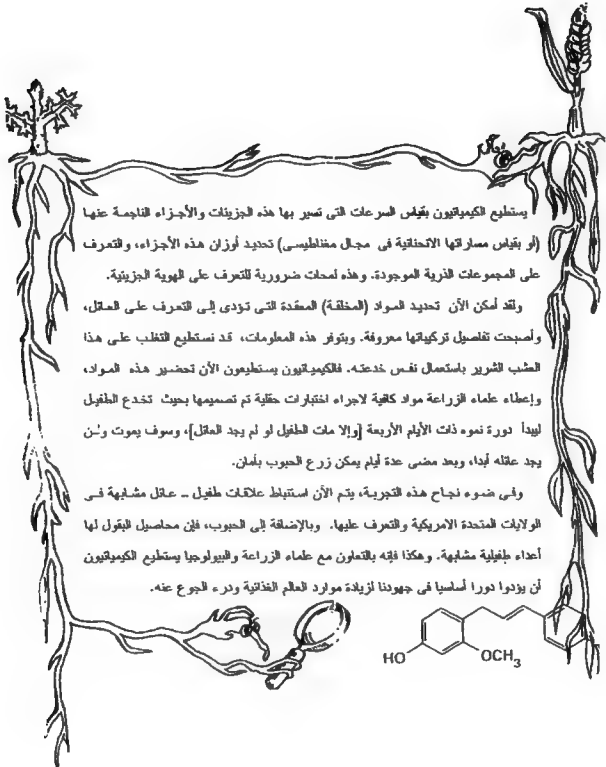 يستطيع الكيميائيون بقياس السرعات التى تسير بها هذه الجزيئات والأجزاء الناجمة عنها
(أو بقياس مساراتها الانحنائية فى مجال مغناطيسى) تحديد أوزان هذه الأجزاء، والتعرف
على المجموعات الذرية الموجودة. وهذه لمحات ضرورية للتعرف على الهوية الجزيئية.
ولقد أمكن الآن تحديد المواد (المخلقة) المعقدة التى تؤدى إلى التعرف على العائل،
وأصبحت تفاصيل تركيباتها معروفة. وبتوفر هذه المعلومات، قد نستطيع التغلب على هذا
العشب الشرير باستعمال نفس خدعته. فالكيميائيون يستطيعون الآن تحضير هذه المواد،
وإعطاء علماء الزراعة مواد كافية لاجراء اختبارات حقلية تم تصميمها بحيث تخدع الطفيل
ليبدأ دورة نموه ذات الأيام الأربعة [وإلا مات الطفيل لو لم يجد العائل]، وسوف يموت ولن
يجد عائله أبدا، وبعد مضى عدة أيام يمكن زرع الحبوب بأمان.
وفى ضوء نجاح هذه التجربة، يتم الآن استنباط علاقات طفيل – عائل مشابهة فى
الولايات المتحدة الامريكية والتعرف عليها. وبالإضافة إلى الحبوب، فإن محاصيل البقول لها
أعداء طفيلية مشابهة. وهكذا فإنه بالتعاون مع علماء الزراعة والبيولوجيا يستطيع الكيميائيون
أن يؤدوا دورا أساسيا فى جهودنا لزيادة موارد العالم الغذائية ودرء الجوع عنه.
HO
OCH₃